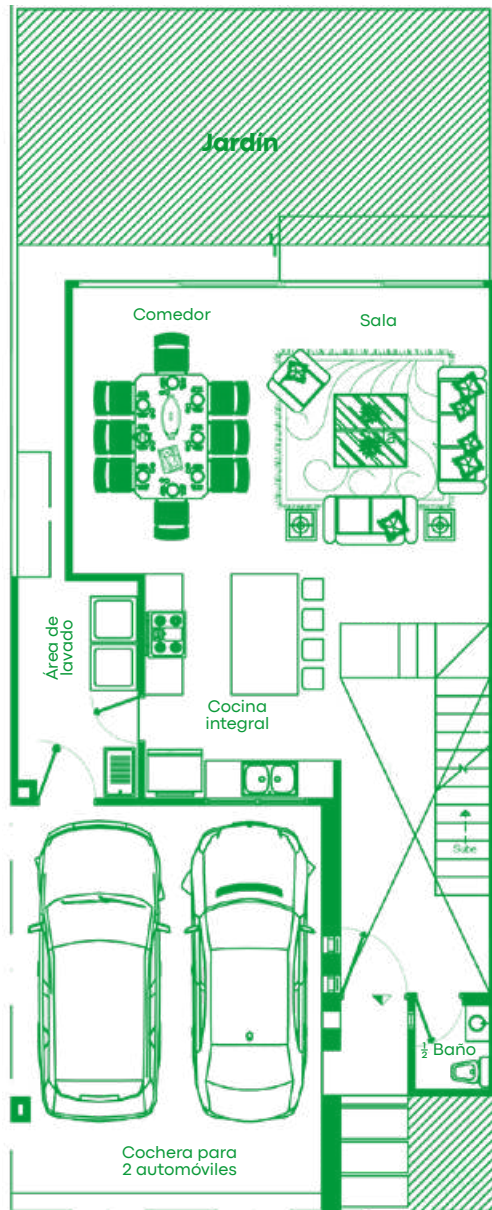 Jardín
Comedor
Sala
Área de
lavado
Cocina
integral
Sube
½ Baño
Cochera para
2 automóviles